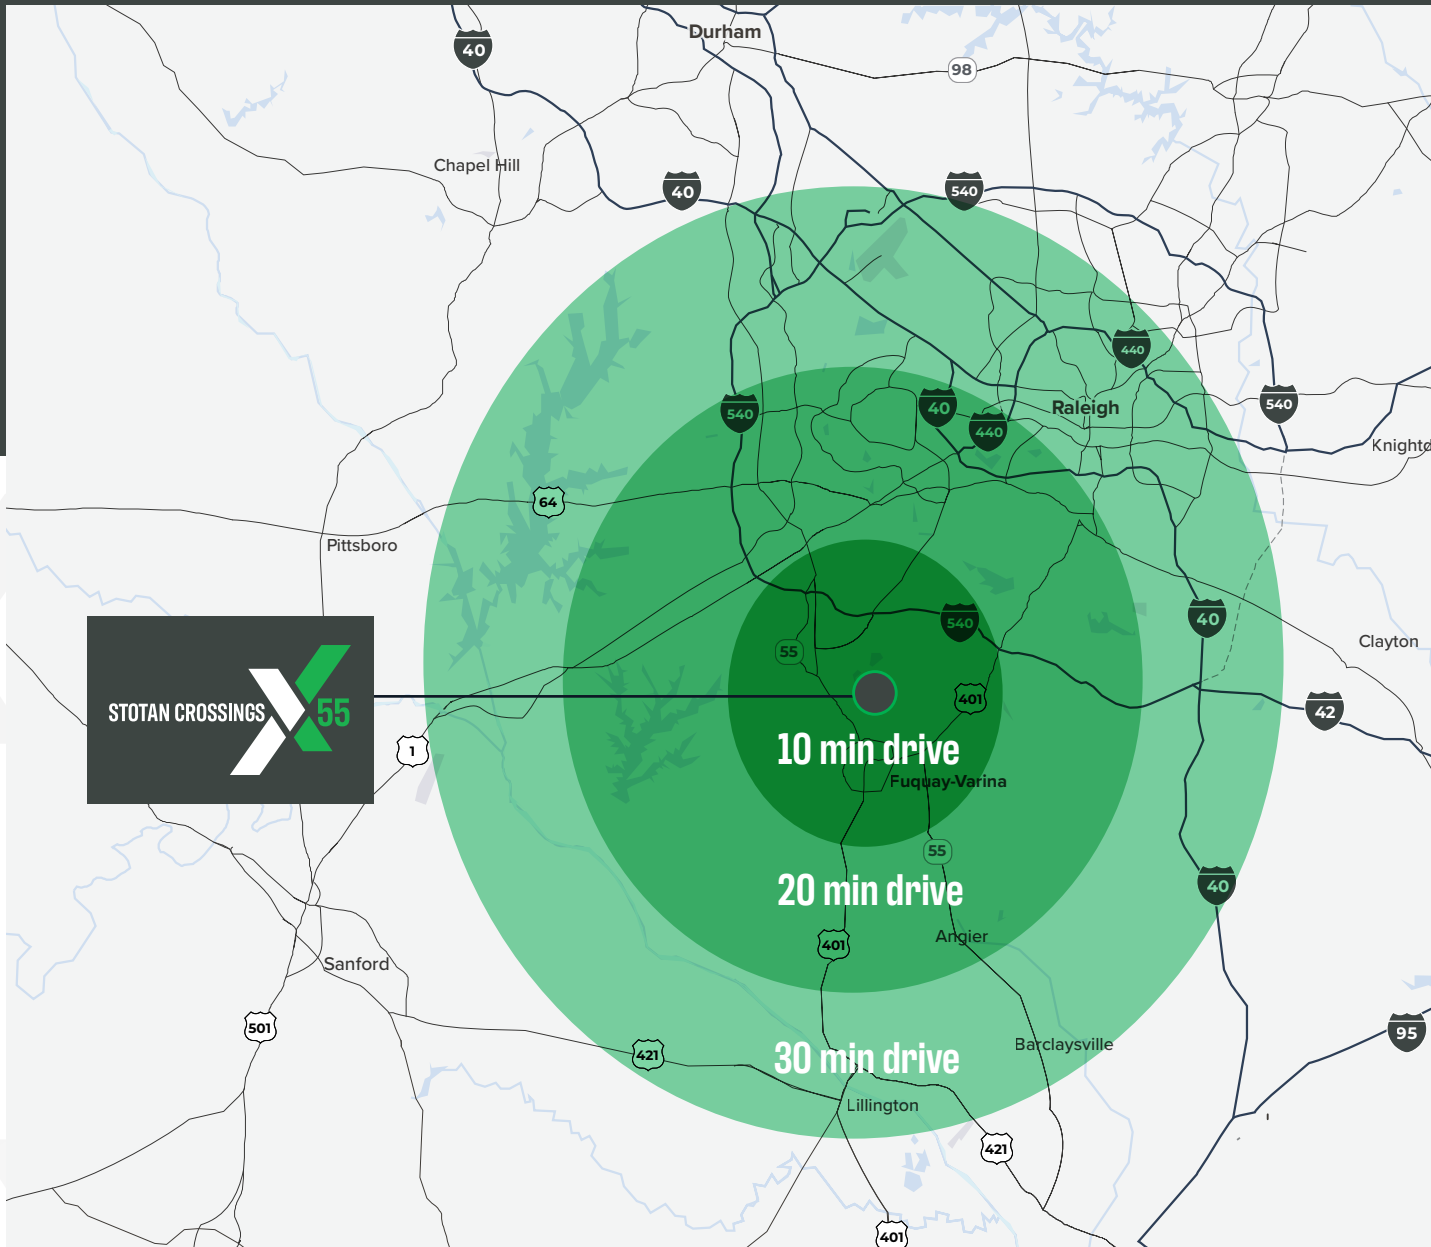 Durham
40
98
Chapel Hill
40
540
440
540
40
Raleigh
440
540
Knightd
64
Pittsboro
540
40
55
Clayton
401
STOTAN CROSSINGS
55
42
1
10 min drive
Fuquay-Varina
55
20 min drive
40
Angier
401
Sanford
501
95
421
30 min drive
Barclaysville
Lillington
421
401